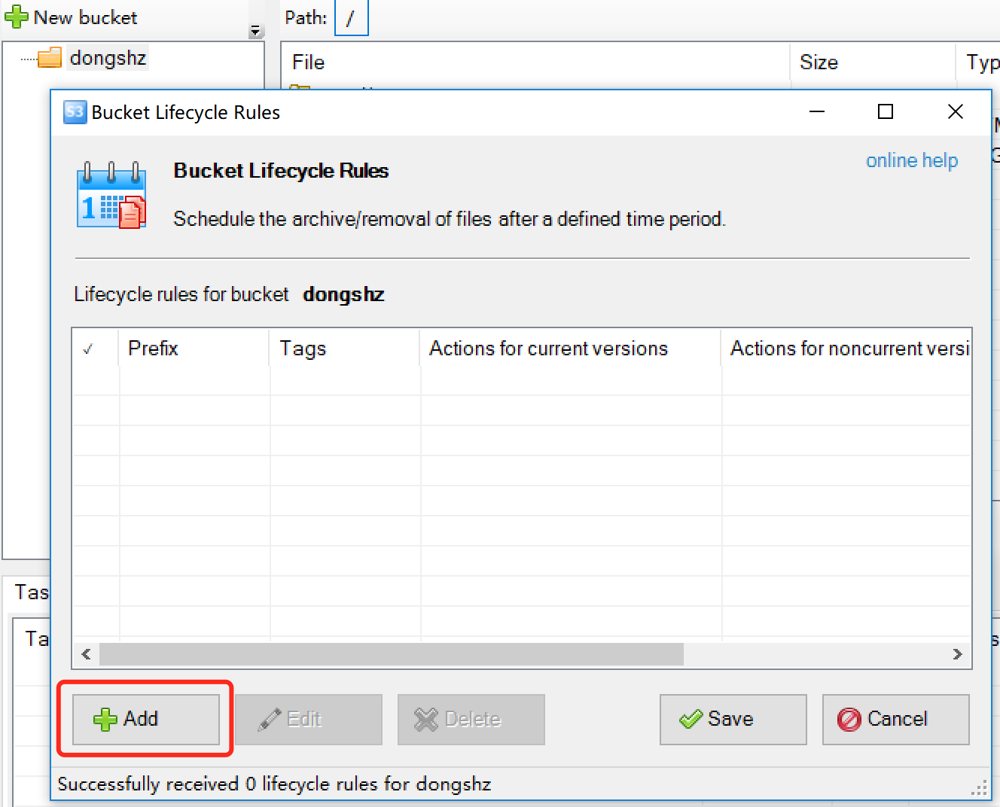 New bucket
Path: /
dongshz
File Size Typ
S3 Bucket Lifecycle Rules
Bucket Lifecycle Rules
online help
1
Schedule the archive/removal of files after a defined time period.
Lifecycle rules for bucket dongshz
✓ Prefix Tags Actions for current versions Actions for noncurrent versi
Tas
Ta
Add Edit Delete Save Cancel
Successfully received 0 lifecycle rules for dongshz